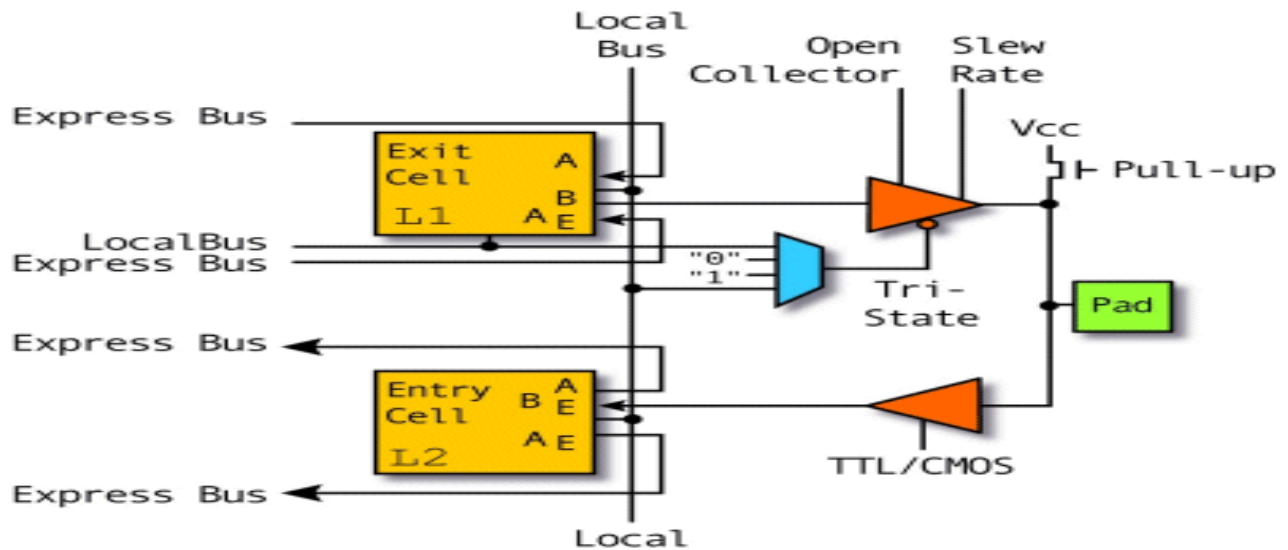 Local
Bus
Open
Collector
Slew
Rate
Express Bus
Vcc
Exit
Cell
A
Pull-up
B
L1
A E
LocalBus
Express Bus
"0"
"1"
Tri-
State
Pad
Express Bus
Entry
Cell
A
B E
A E
L2
TTL/CMOS
Express Bus
Local